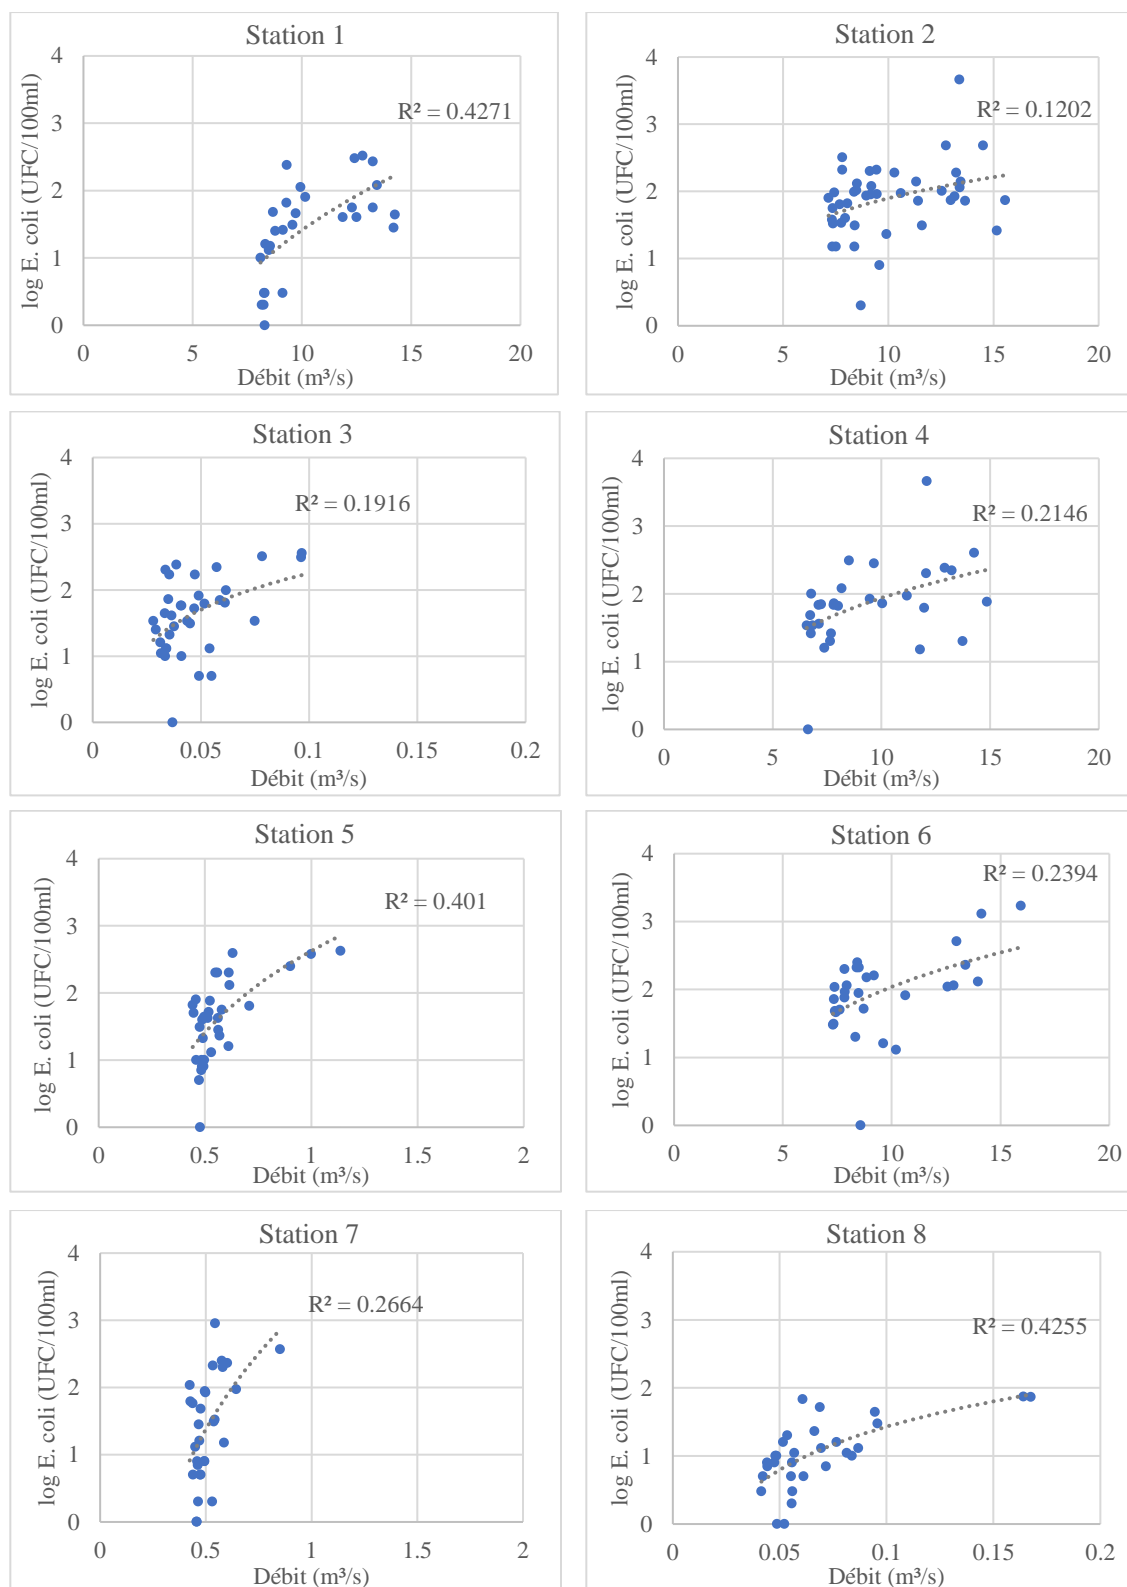 Station 1
log E. coli (UFC/100ml)
4
3
2
1
0
R² = 0.4271
0
5
10
15
20
Débit (m³/s)
Station 2
log E. coli (UFC/100ml)
4
3
2
1
0
R² = 0.1202
0
5
10
15
20
Débit (m³/s)
Station 3
log E. coli (UFC/100ml)
4
3
2
1
0
R² = 0.1916
0
0.05
0.1
0.15
0.2
Débit (m³/s)
Station 4
log E. coli (UFC/100ml)
4
3
2
1
0
R² = 0.2146
0
5
10
15
20
Débit (m³/s)
Station 5
log E. coli (UFC/100ml)
4
3
2
1
0
R² = 0.401
0
0.5
1
1.5
2
Débit (m³/s)
Station 6
log E. coli (UFC/100ml)
4
3
2
1
0
R² = 0.2394
0
5
10
15
20
Débit (m³/s)
Station 7
log E. coli (UFC/100ml)
4
3
2
1
0
R² = 0.2664
0
0.5
1
1.5
2
Débit (m³/s)
Station 8
log E. coli (UFC/100ml)
4
3
2
1
0
R² = 0.4255
0
0.05
0.1
0.15
0.2
Débit (m³/s)